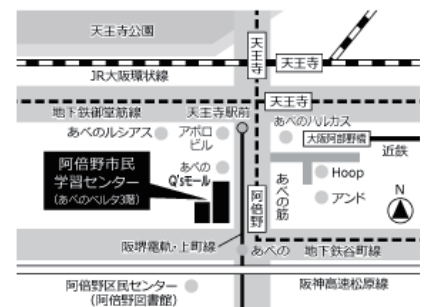 天王寺公園
天王寺
天王寺
JR大阪環状線
地下鉄御堂筋線
天王寺駅前
天王寺
あべのルシアス
アポロ
ビル
あべのハルカス
大阪阿部野橋
近鉄
阿倍野市民
学習センター
(あべのベルタ3階)
あべの
Q'sモール
あべの筋
Hoop
アンド
N
阿倍野
阪堺電軌・上町線
あべの
地下鉄谷町線
阿倍野区民センター
(阿倍野図書館)
阪神高速松原線